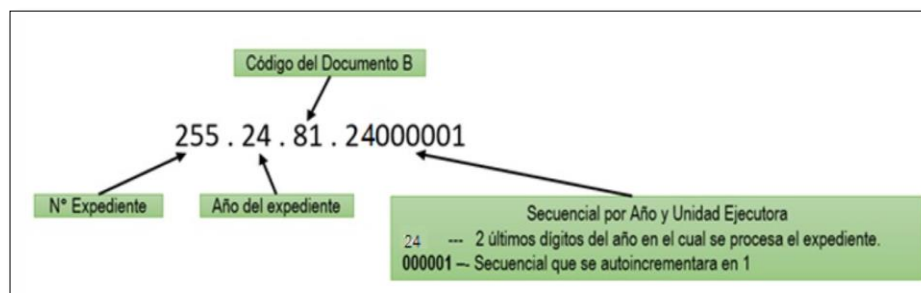 Código del Documento B
255 . 24 . 81 . 24000001
N° Expediente
Año del expediente
Secuencial por Año y Unidad Ejecutora
24 --- 2 últimos dígitos del año en el cual se procesa el expediente.
000001 –- Secuencial que se autoincrementara en 1